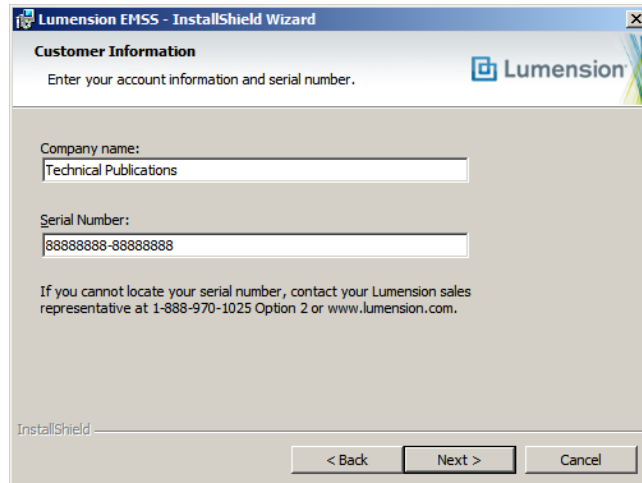 Lumension EMSS - InstallShield Wizard
Customer Information
Enter your account information and serial number.
Lumension
Company name:
Technical Publications
Serial Number:
88888888-88888888
If you cannot locate your serial number, contact your Lumension sales
representative at 1-888-970-1025 Option 2 or www.lumension.com.
InstallShield
< Back Next > Cancel